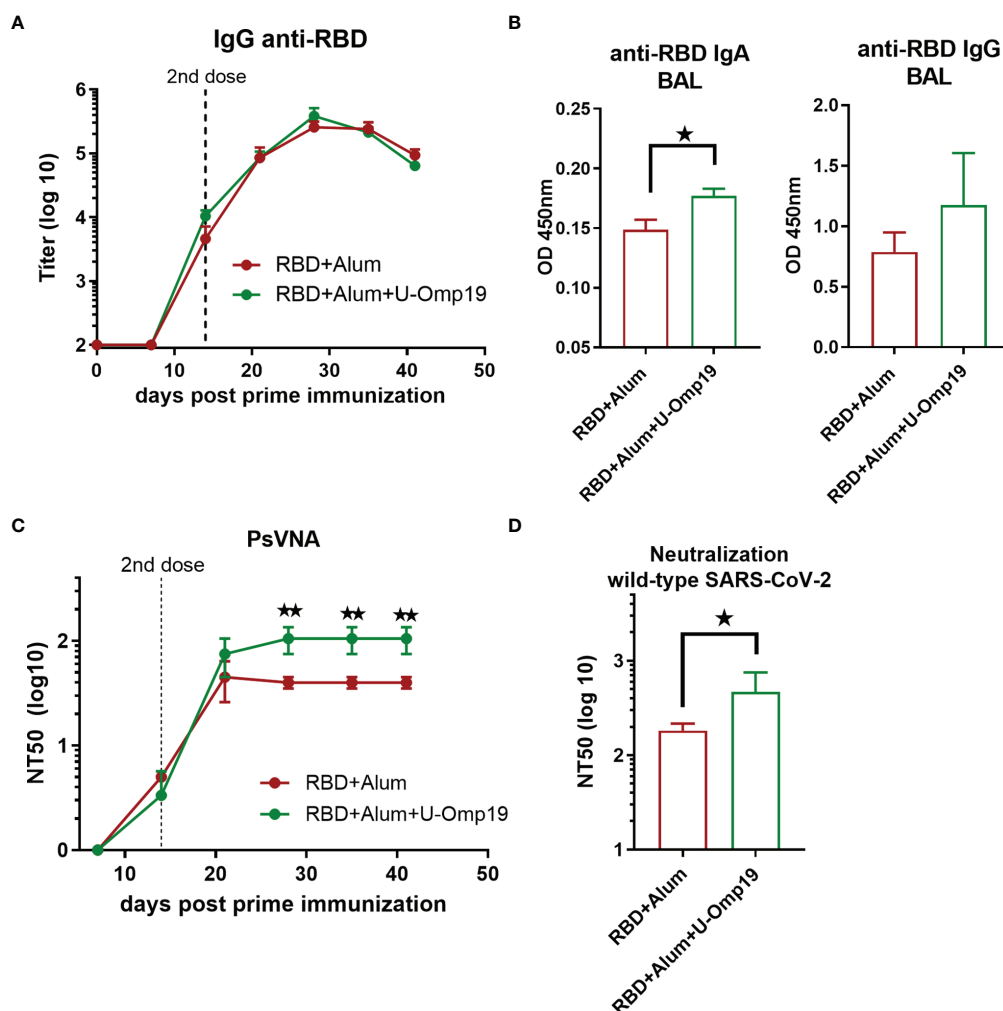 A
IgG anti-RBD
2nd dose
Titer (log 10)
6
5
4
3
2
RBD+Alum
RBD+Alum+U-Omp19
0
10
20
30
40
50
days post prime immunization
B
anti-RBD IgA
BAL
OD 450nm
0.25
0.20
0.15
0.10
0.05
RBD+Alum
RBD+Alum+U-Omp19
anti-RBD IgG
BAL
OD 450nm
2.0
1.5
1.0
0.5
0.0
RBD+Alum
RBD+Alum+U-Omp19
C
PsVNA
2nd dose
NT50 (log10)
2
1
0
RBD+Alum
RBD+Alum+U-Omp19
10
20
30
40
50
days post prime immunization
D
Neutralization
wild-type SARS-CoV-2
NT50 (log 10)
3
2
1
RBD+Alum
RBD+Alum+U-Omp19